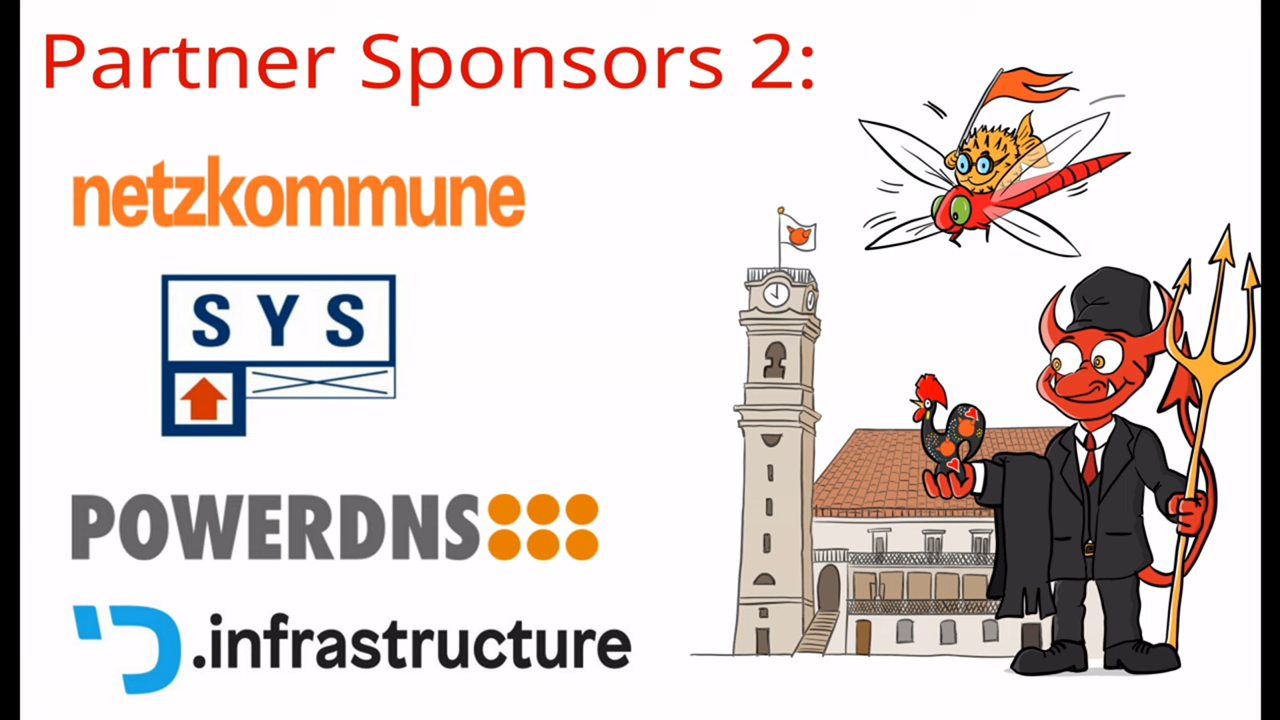 Partner Sponsors 2:
netzkommune
SYS
POWERDNS
.infrastructure